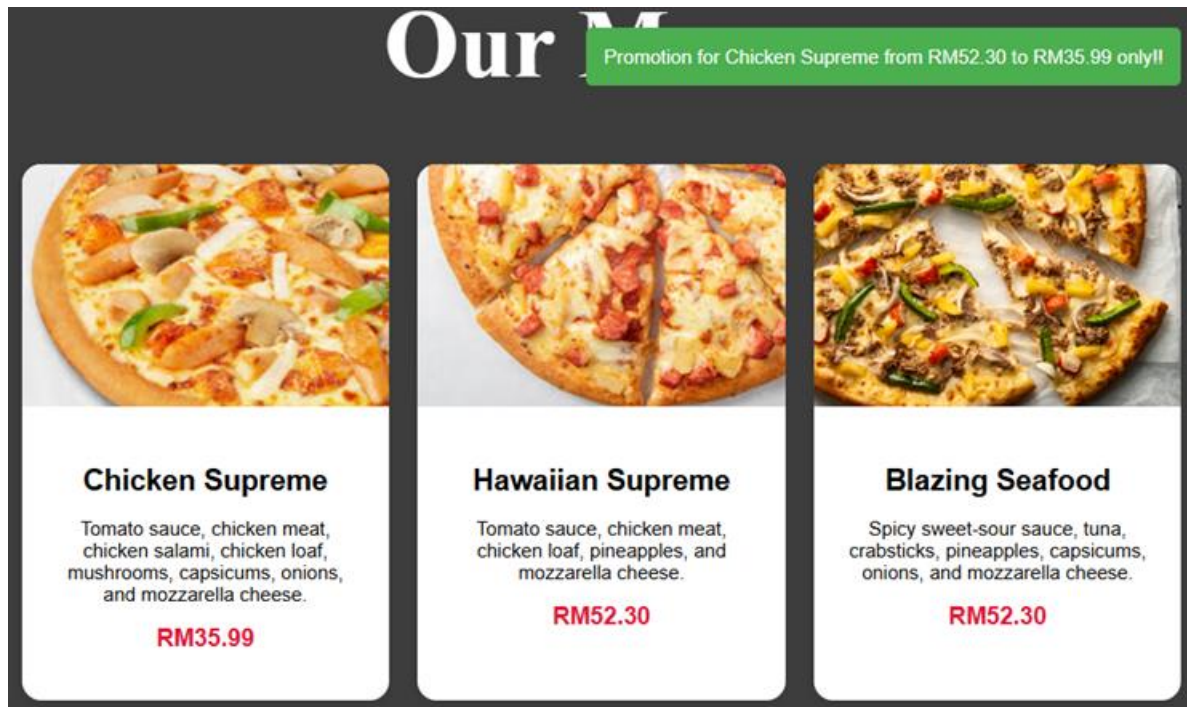 Our M
Promotion for Chicken Supreme from RM52.30 to RM35.99 only!!
Chicken Supreme
Tomato sauce, chicken meat,
chicken salami, chicken loaf,
mushrooms, capsicums, onions,
and mozzarella cheese.
RM35.99
Hawaiian Supreme
Tomato sauce, chicken meat,
chicken loaf, pineapples, and
mozzarella cheese.
RM52.30
Blazing Seafood
Spicy sweet-sour sauce, tuna,
crabsticks, pineapples, capsicums,
onions, and mozzarella cheese.
RM52.30